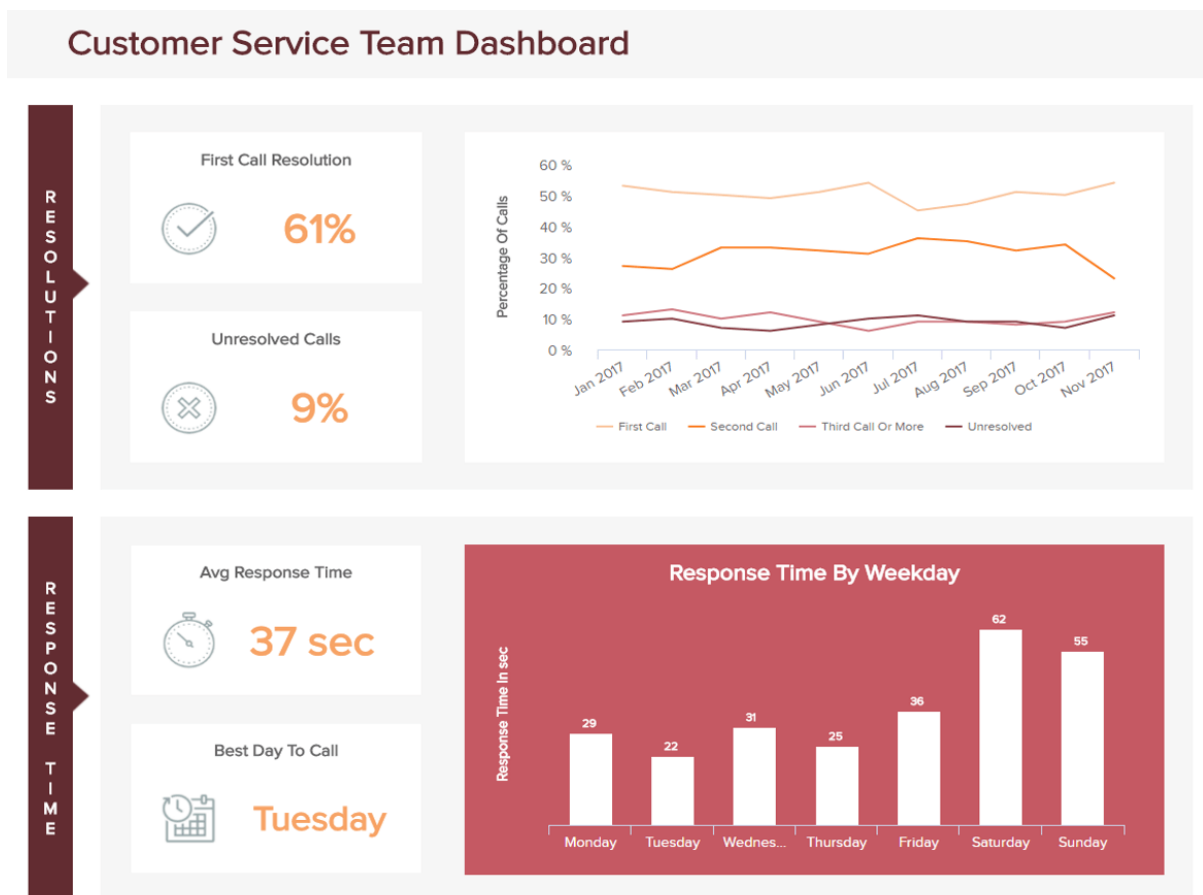 Customer Service Team Dashboard
RESOLUTIONS
First Call Resolution
61%
Unresolved Calls
9%
Percentage Of Calls
60 %
50 %
40 %
30 %
20 %
10 %
0 %
Jan 2017
Feb 2017
Mar 2017
Apr 2017
May 2017
Jun 2017
Jul 2017
Aug 2017
Sep 2017
Oct 2017
Nov 2017
First Call Second Call Third Call Or More Unresolved
RESPONSE TIME
Avg Response Time
37 sec
Best Day To Call
Tuesday
Response Time By Weekday
Response Time In sec
29 22 31 25 36 62 55
Monday Tuesday Wednes... Thursday Friday Saturday Sunday